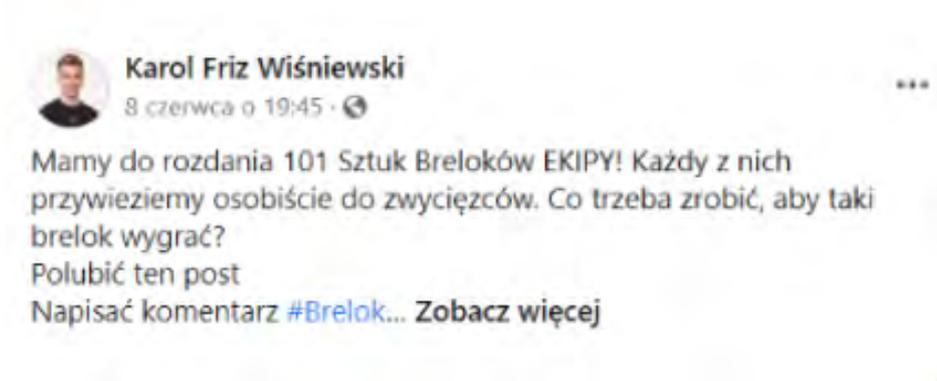 Karol Friz Wiśniewski
8 czerwca o 19:45 ·
Mamy do rozdania 101 Sztuk Breloków EKIPY! Każdy z nich
przywieziemy osobiście do zwycięzców. Co trzeba zrobić, aby taki
brelok wygrać?
Polubić ten post
Napisać komentarz #Brelok... Zobacz więcej